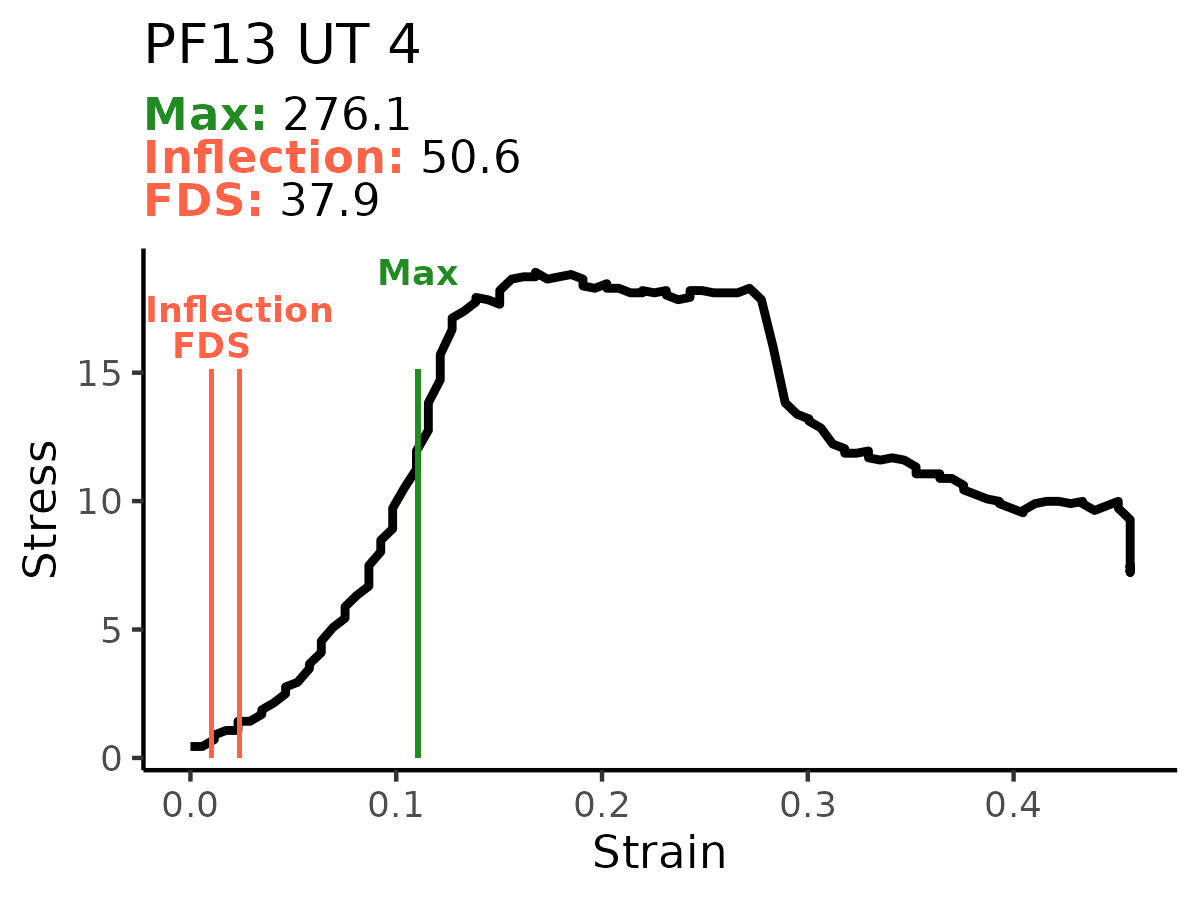 PF13 UT 4
Max: 276.1
Inflection: 50.6
FDS: 37.9
Max
Inflection
FDS
15
10
5
0
Stress
0.0 0.1 0.2 0.3 0.4
Strain